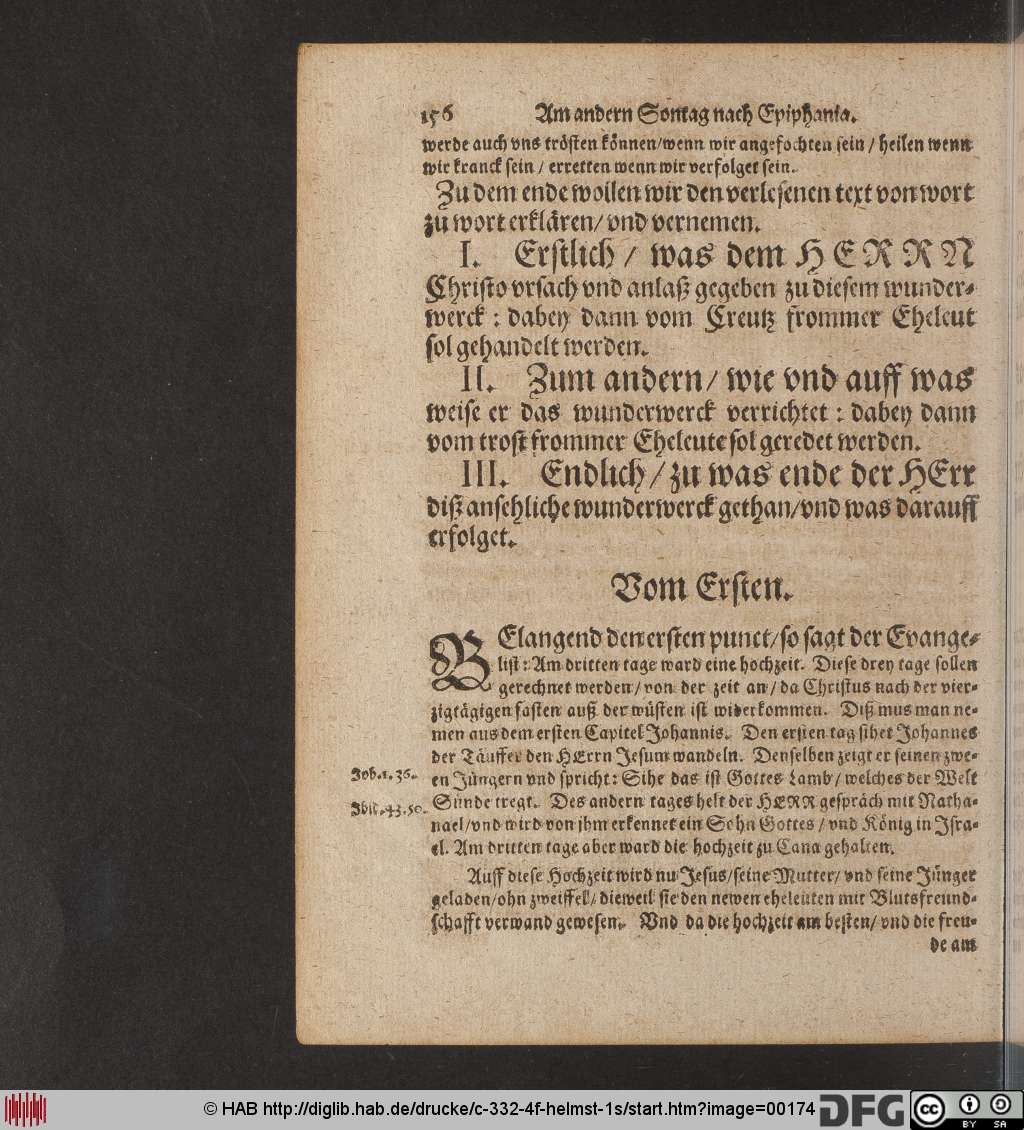 156 Am andern Sontag nach Epiphania.
werde auch vns trösten können/wenn wir angefochten sein / heilen wenn
wir kranck sein / erretten wenn wir verfolget sein.
Zu dem ende wollen wir den verlesenen text von wort
zu wort erklären/ vnd vernemen.
I. Erstlich / was dem HERRN
Christo vrsach vnd anlaß gegeben zu diesem wunder-
werck : dabey dann vom Creutz frommer Eheleut
sol gehandelt werden.
II. Zum andern/ wie vnd auff was
weise er das wunderwerck verrichtet : dabey dann
vom trost frommer Eheleute sol geredet werden.
III. Endlich / zu was ende der HErr
diß ansehliche wunderwerck gethan/vnd was darauff
erfolget.
Vom Ersten.
BElangend den ersten punct/so sagt der Evange-
list : Am dritten tage ward eine hochzeit. Diese drey tage sollen
gerechnet werden/ von der zeit an/ da Christus nach der vier-
zigtägigen fasten auß der wüsten ist widerkommen. Diß mus man ne-
men aus dem ersten Capitel Johannis. Den ersten tag sihet Johannes
der Täuffer den HErrn Jesum wandeln. Denselben zeigt er seinen zwe-
Joh.1.36.
en Jüngern vnd spricht : Sihe das ist Gottes Lamb/ welches der Welt
Ibid.43.50.
Sünde tregt. Des andern tages helt der HERR gespräch mit Natha-
nael/vnd wird von jhm erkennet ein Sohn Gottes / vnd König in Isra-
el. Am dritten tage aber ward die hochzeit zu Cana gehalten.
Auff diese Hochzeit wird nu Jesus/seine Mutter/ vnd seine Jünger
geladen/ohn zweiffel/ dieweil sie den newen eheleuten mit Blutsfreund-
schafft verwand gewesen. Vnd da die hochzeit am besten/ vnd die freu-
de am
© HAB http://diglib.hab.de/drucke/c-332-4f-helmst-1s/start.htm?image=00174
DFG
cc BY SA